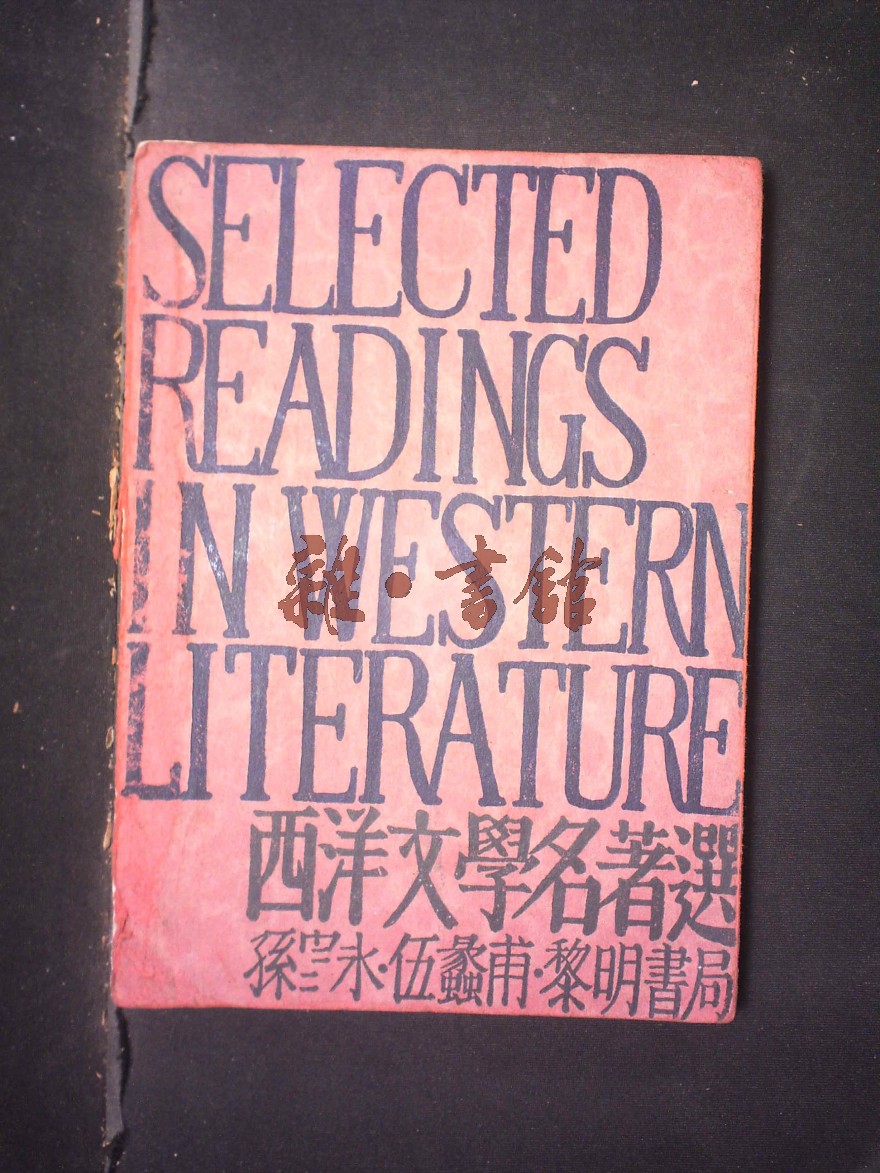 SELECTED
READINGS
IN WESTERN
雜·書館
LITERATURE
西洋文學名著選
孫寒冰·伍蠡甫·黎明書局